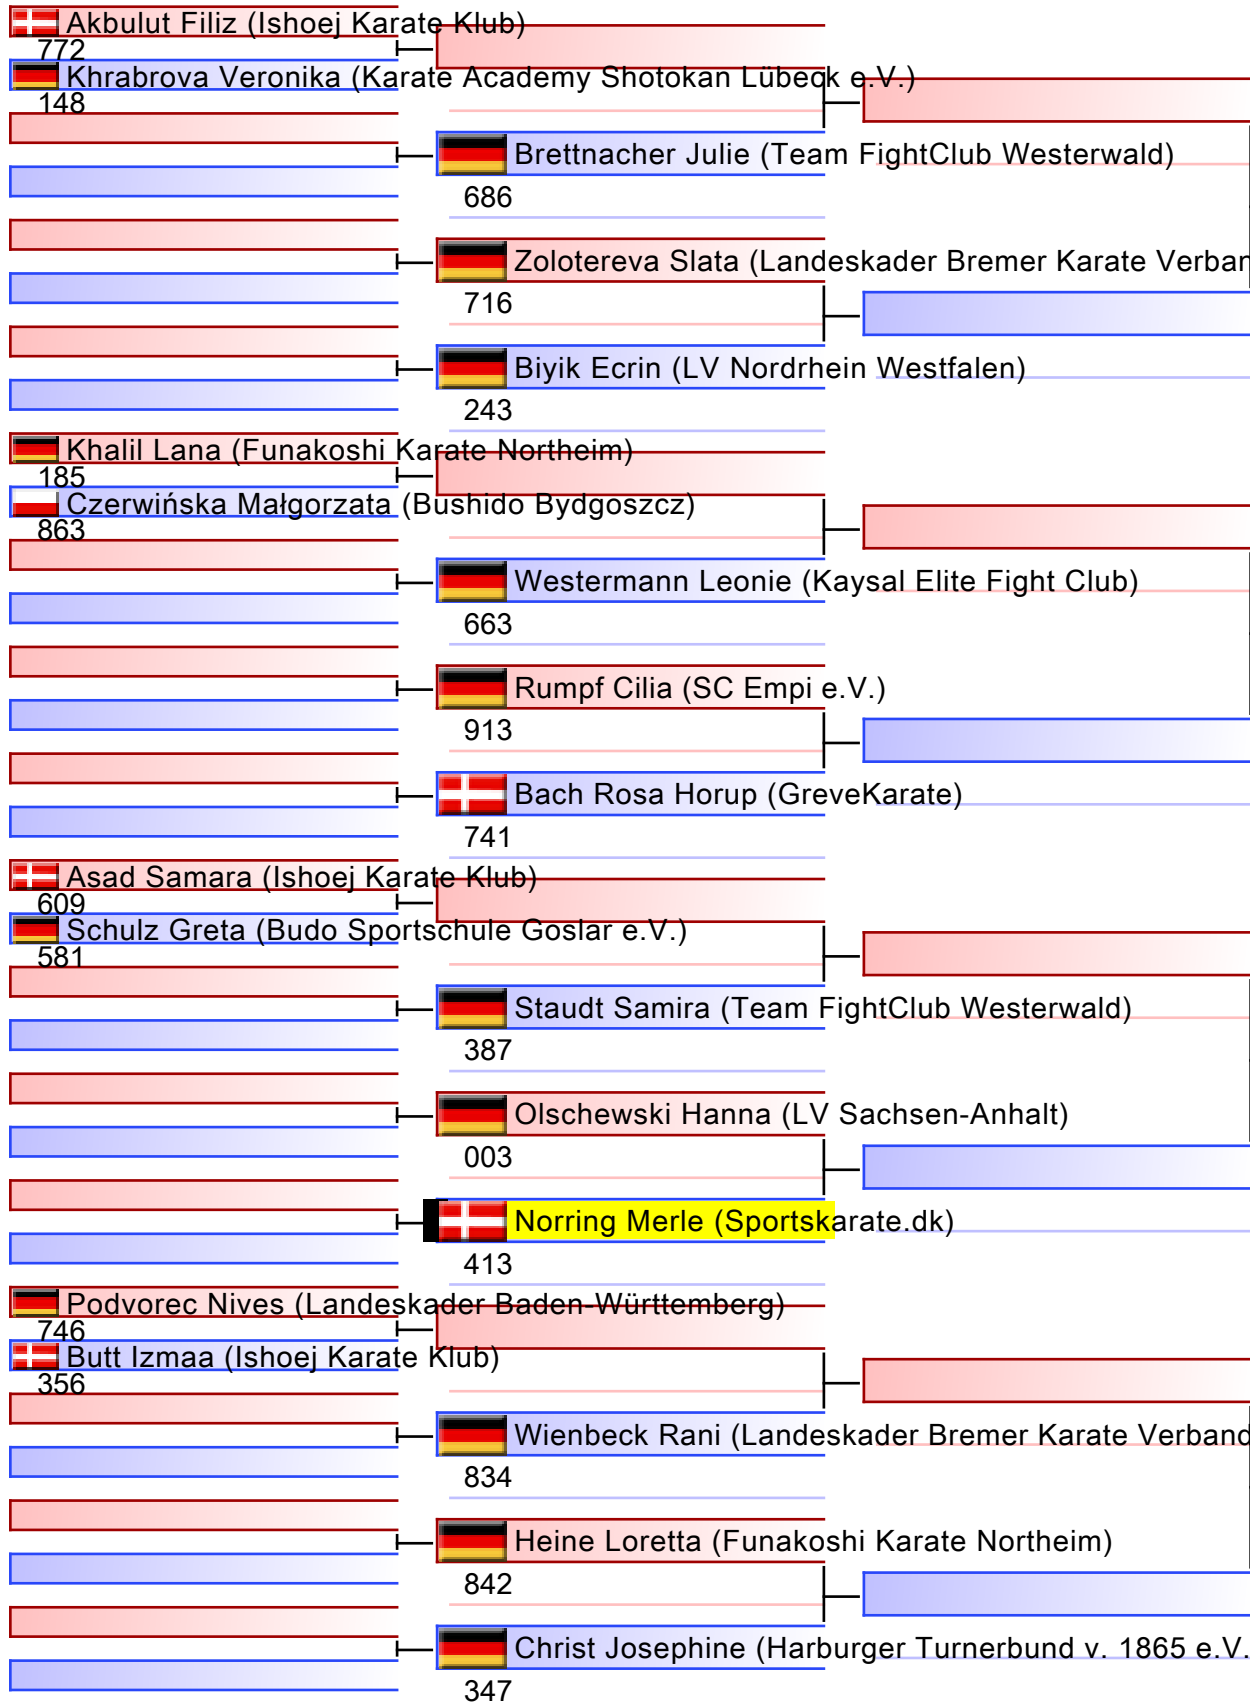 Akbulut Filiz (Ishoej Karate Klub)
772
Khrabrova Veronika (Karate Academy Shotokan Lübeck e.V.)
148
Brettnacher Julie (Team FightClub Westerwald)
686
Zolotereva Slata (Landeskader Bremer Karate Verban
716
Biyik Ecrin (LV Nordrhein Westfalen)
243
Khalil Lana (Funakoshi Karate Northeim)
185
Czerwińska Małgorzata (Bushido Bydgoszcz)
863
Westermann Leonie (Kaysal Elite Fight Club)
663
Rumpf Cilia (SC Empi e.V.)
913
Bach Rosa Horup (GreveKarate)
741
Asad Samara (Ishoej Karate Klub)
609
Schulz Greta (Budo Sportschule Goslar e.V.)
581
Staudt Samira (Team FightClub Westerwald)
387
Olschewski Hanna (LV Sachsen-Anhalt)
003
Norring Merle (Sportskarate.dk)
413
Podvorec Nives (Landeskader Baden-Württemberg)
746
Butt Izmaa (Ishoej Karate Klub)
356
Wienbeck Rani (Landeskader Bremer Karate Verband
834
Heine Loretta (Funakoshi Karate Northeim)
842
Christ Josephine (Harburger Turnerbund v. 1865 e.V.
347